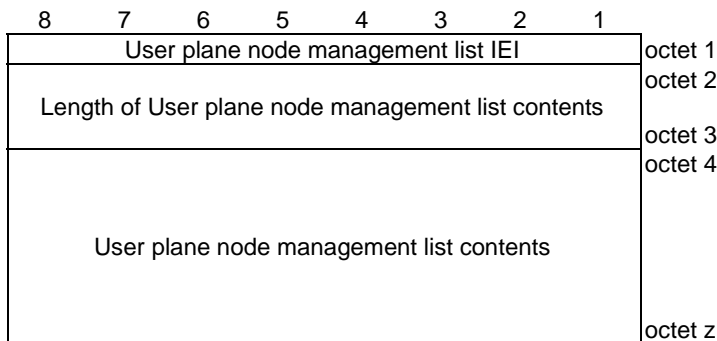 8 7 6 5 4 3 2 1
User plane node management list IEI octet 1
octet 2
Length of User plane node management list contents
octet 3
octet 4
User plane node management list contents
octet z